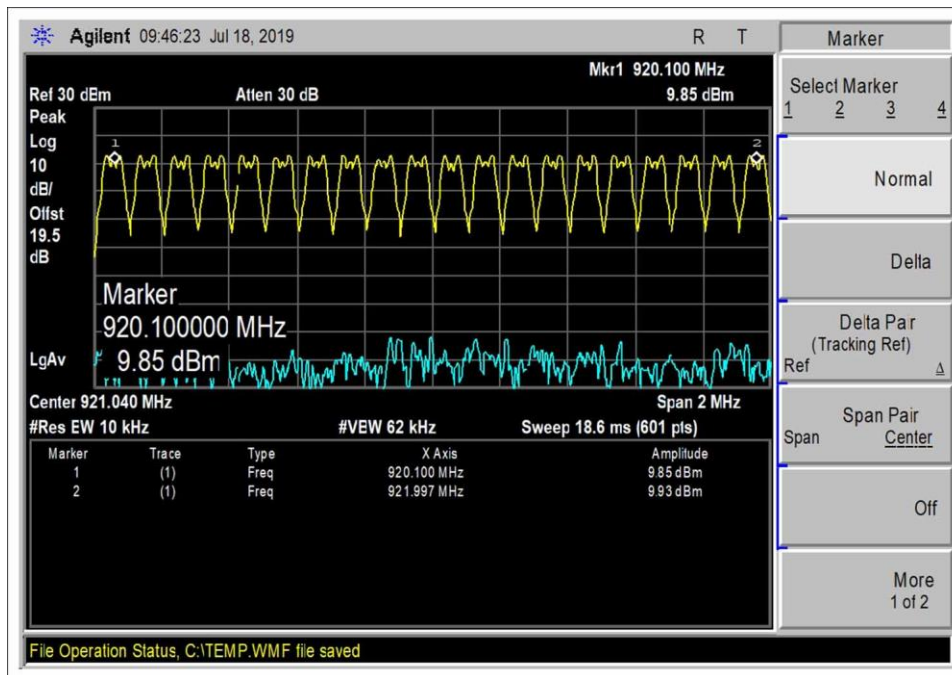 Agilent 09:46:23 Jul 18, 2019 R T
Mkr1 920.100 MHz
Ref 30 dBm Atten 30 dB 9.85 dBm
Peak
Log
10
dB/
Offst
19.5
dB
1
2
Marker
920.100000 MHz
9.85 dBm
LgAv
Center 921.040 MHz Span 2 MHz
#Res EW 10 kHz #VEW 62 kHz Sweep 18.6 ms (601 pts)
Marker Trace Type X Axis Amplitude
1 (1) Freq 920.100 MHz 9.85 dBm
2 (1) Freq 921.997 MHz 9.93 dBm
File Operation Status, C:\TEMP.WMF file saved
Marker
Select Marker
1 2 3 4
Normal
Delta
Delta Pair
(Tracking Ref)
Ref Δ
Span Pair
Span Center
Off
More
1 of 2